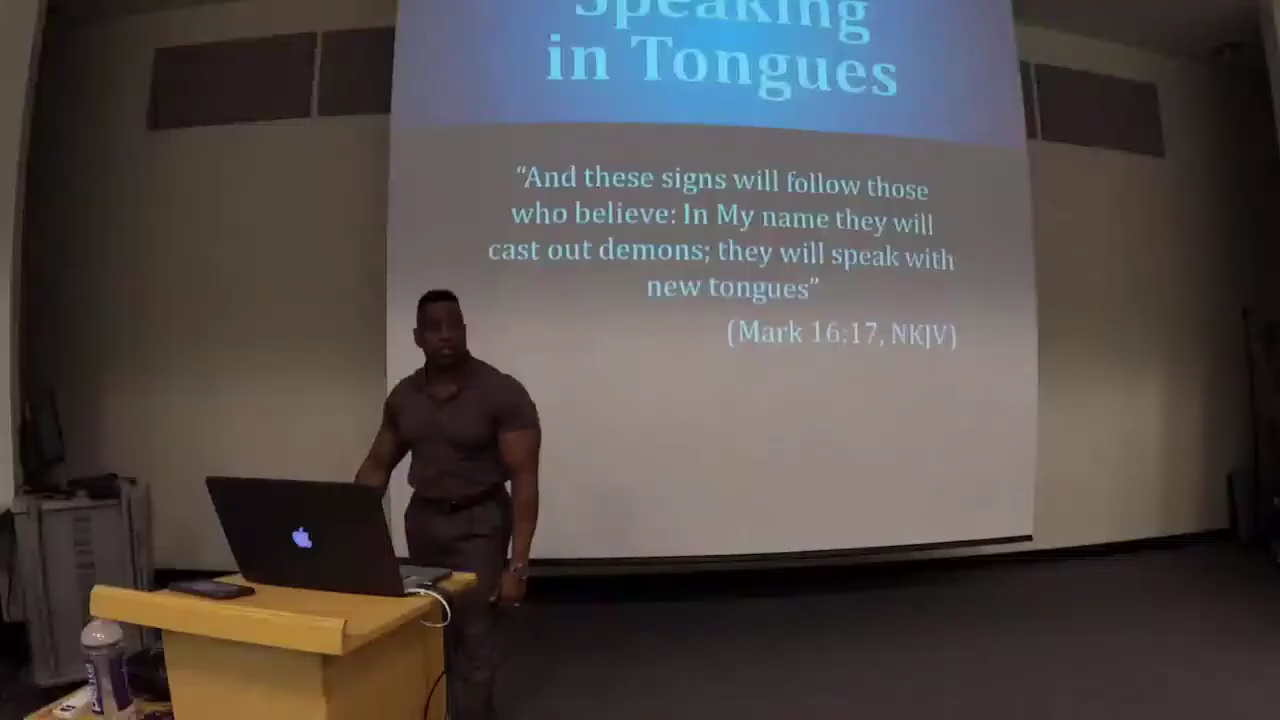 Speaking
in Tongues
“And these signs will follow those
who believe: In My name they will
cast out demons; they will speak with
new tongues”
(Mark 16:17, NKJV)